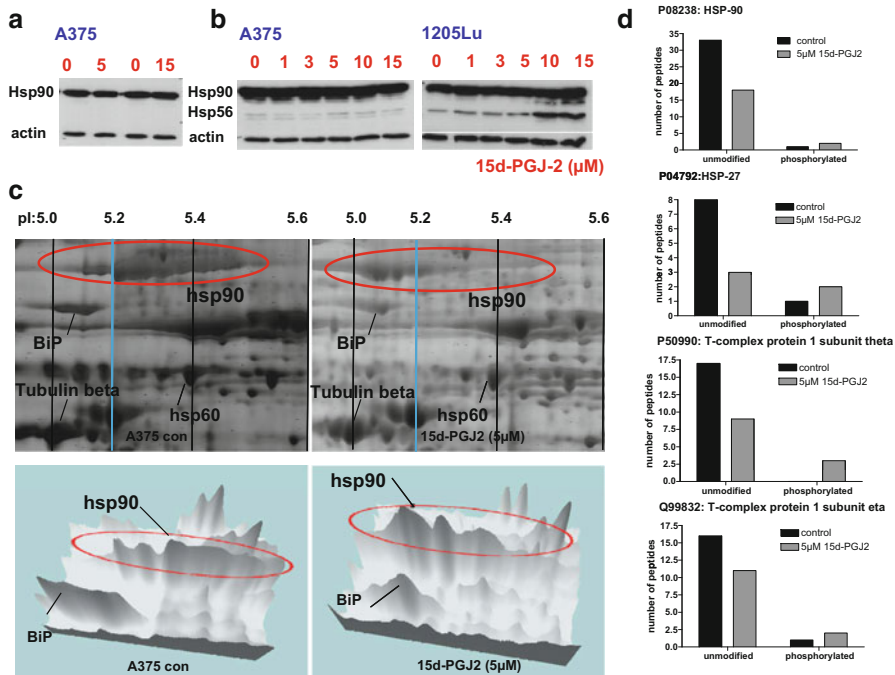 a
A375
0 5 0 15
Hsp90
actin
b
A375 1205Lu
0 1 3 5 10 15 0 1 3 5 10 15
Hsp90
Hsp56
actin
15d-PGJ-2 (µM)
c
pI:5.0 5.2 5.4 5.6 5.0 5.2 5.4 5.6
hsp90
BiP
Tubulin beta
hsp60
A375 con
hsp90
BiP
Tubulin beta
hsp60
15d-PGJ2 (5µM)
hsp90
BiP
A375 con
hsp90
BiP
15d-PGJ2 (5µM)
d
P08238: HSP-90
control
5µM 15d-PGJ2
number of peptides
35
30
25
20
15
10
5
0
unmodified phosphorylated
P04792:HSP-27
control
5µM 15d-PGJ2
number of peptides
8
7
6
5
4
3
2
1
0
unmodified phosphorylated
P50990: T-complex protein 1 subunit theta
control
5µM 15d-PGJ2
number of peptides
17.5
15.0
12.5
10.0
7.5
5.0
2.5
0.0
unmodified phosphorylated
Q99832: T-complex protein 1 subunit eta
control
5µM 15d-PGJ2
number of peptides
17.5
15.0
12.5
10.0
7.5
5.0
2.5
0.0
unmodified phosphorylated